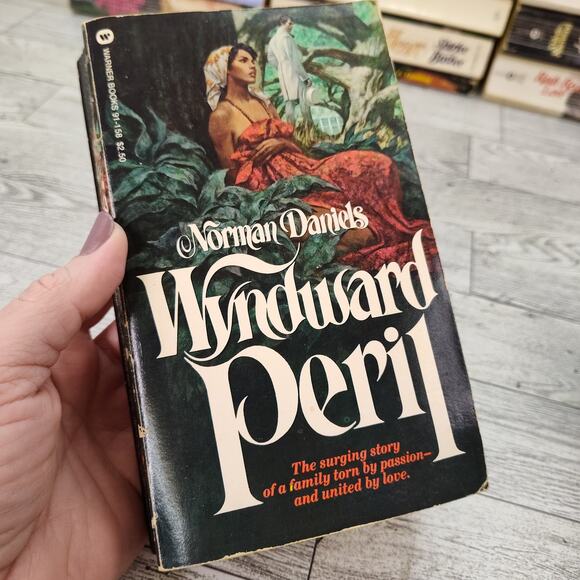 WARNER BOOKS 91-158 $2.50
Norman Daniels
Wyndward
Peril
The surging story
of a family torn by passion—
and united by love.